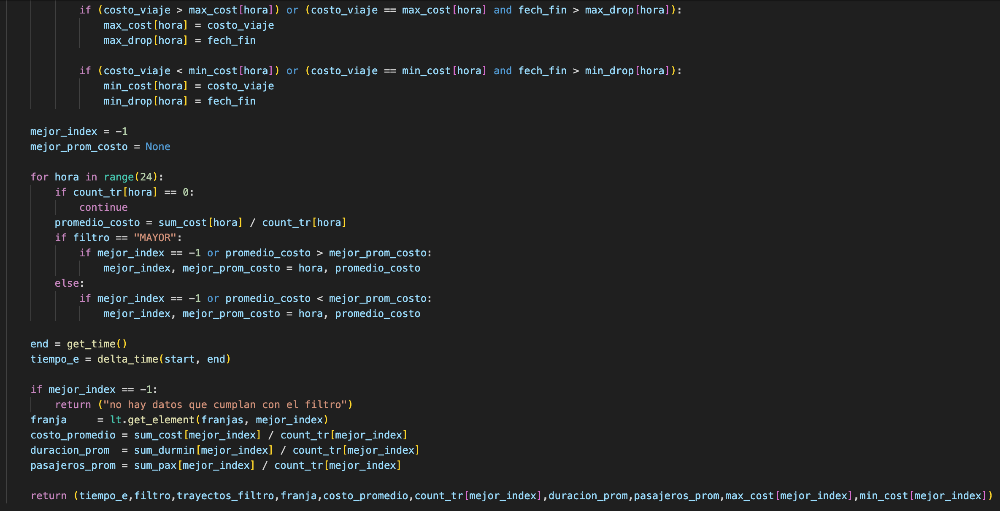 if (costo_viaje > max_cost[hora]) or (costo_viaje == max_cost[hora] and fech_fin > max_drop[hora]):
max_cost[hora] = costo_viaje
max_drop[hora] = fech_fin
if (costo_viaje < min_cost[hora]) or (costo_viaje == min_cost[hora] and fech_fin > min_drop[hora]):
min_cost[hora] = costo_viaje
min_drop[hora] = fech_fin
mejor_index = -1
mejor_prom_costo = None
for hora in range(24):
if count_tr[hora] == 0:
continue
promedio_costo = sum_cost[hora] / count_tr[hora]
if filtro == "MAYOR":
if mejor_index == -1 or promedio_costo > mejor_prom_costo:
mejor_index, mejor_prom_costo = hora, promedio_costo
else:
if mejor_index == -1 or promedio_costo < mejor_prom_costo:
mejor_index, mejor_prom_costo = hora, promedio_costo
end = get_time()
tiempo_e = delta_time(start, end)
if mejor_index == -1:
return ("no hay datos que cumplan con el filtro")
franja     = lt.get_element(franjas, mejor_index)
costo_promedio = sum_cost[mejor_index] / count_tr[mejor_index]
duracion_prom  = sum_durmin[mejor_index] / count_tr[mejor_index]
pasajeros_prom = sum_pax[mejor_index] / count_tr[mejor_index]
return (tiempo_e,filtro,trayectos_filtro,franja,costo_promedio,count_tr[mejor_index],duracion_prom,pasajeros_prom,max_cost[mejor_index],min_cost[mejor_index])